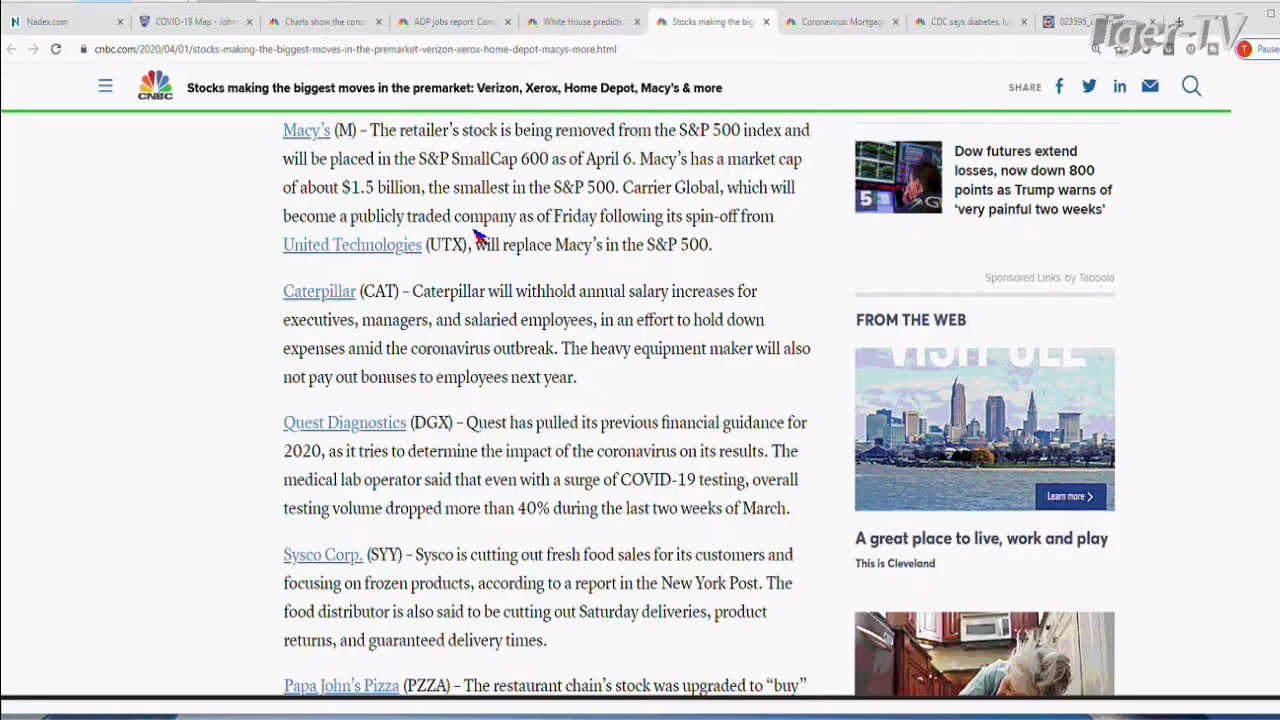 Nadex.com
COVID-19 Map - John
Charts show the coron
ADP jobs report: Com
White House predicts
Stocks making the big
Coronavirus: Mortgag
CDC says diabetes, lu
Tiger-TV
cnbc.com/2020/04/01/stocks-making-the-biggest-moves-in-the-premarket-verizon-xerox-home-depot-macys-more.html
T
Pause
CNBC
Stocks making the biggest moves in the premarket: Verizon, Xerox, Home Depot, Macy's & more
SHARE
Macy's (M) – The retailer's stock is being removed from the S&P 500 index and
will be placed in the S&P SmallCap 600 as of April 6. Macy's has a market cap
of about $1.5 billion, the smallest in the S&P 500. Carrier Global, which will
become a publicly traded company as of Friday following its spin-off from
United Technologies (UTX), will replace Macy's in the S&P 500.
Caterpillar (CAT) – Caterpillar will withhold annual salary increases for
executives, managers, and salaried employees, in an effort to hold down
expenses amid the coronavirus outbreak. The heavy equipment maker will also
not pay out bonuses to employees next year.
Quest Diagnostics (DGX) – Quest has pulled its previous financial guidance for
2020, as it tries to determine the impact of the coronavirus on its results. The
medical lab operator said that even with a surge of COVID-19 testing, overall
testing volume dropped more than 40% during the last two weeks of March.
Sysco Corp. (SYY) – Sysco is cutting out fresh food sales for its customers and
focusing on frozen products, according to a report in the New York Post. The
food distributor is also said to be cutting out Saturday deliveries, product
returns, and guaranteed delivery times.
Papa John's Pizza (PZZA) – The restaurant chain's stock was upgraded to "buy"
5
Dow futures extend
losses, now down 800
points as Trump warns of
'very painful two weeks'
Sponsored Links by Taboola
FROM THE WEB
Learn more
A great place to live, work and play
This is Cleveland